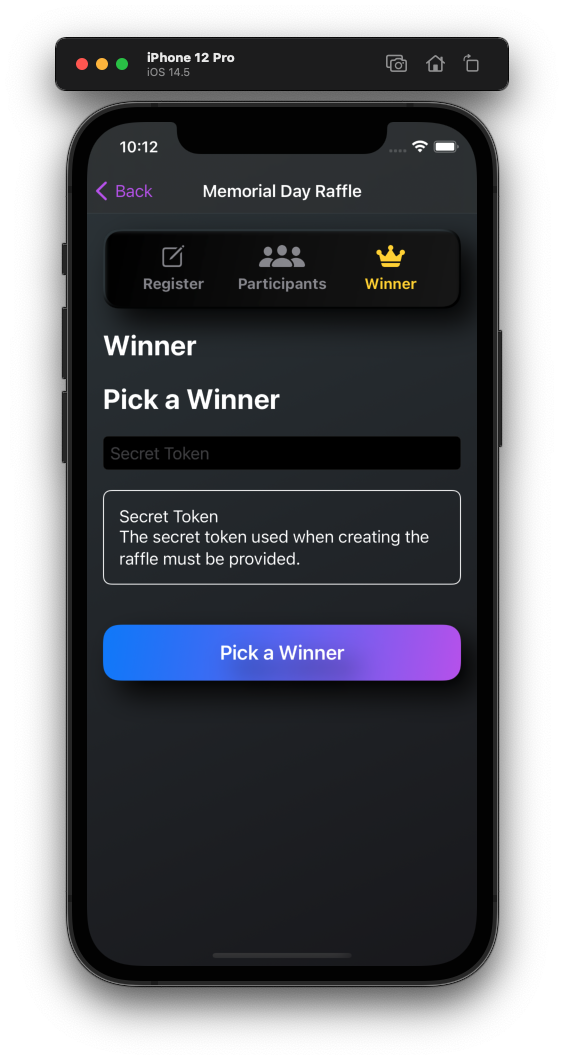 iPhone 12 Pro
iOS 14.5
10:12
Back
Memorial Day Raffle
Register
Participants
Winner
Winner
Pick a Winner
Secret Token
Secret Token
The secret token used when creating the
raffle must be provided.
Pick a Winner